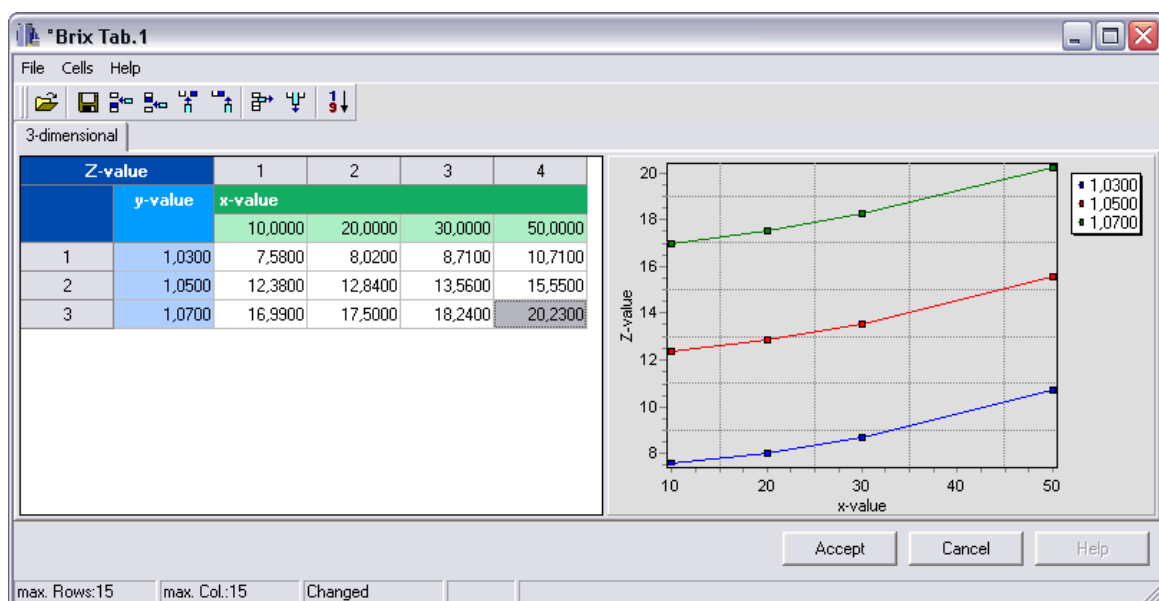 *Brix Tab.1
File Cells Help
1 9
3-dimensional
Z-value 1 2 3 4
y-value x-value
10,0000 20,0000 30,0000 50,0000
1 1,0300 7,5800 8,0200 8,7100 10,7100
2 1,0500 12,3800 12,8400 13,5600 15,5500
3 1,0700 16,9900 17,5000 18,2400 20,2300
20
18
16
14
12
10
8
Z-value
10 20 30 40 50
x-value
1,0300
1,0500
1,0700
Accept Cancel Help
max. Rows:15 max. Col.:15 Changed